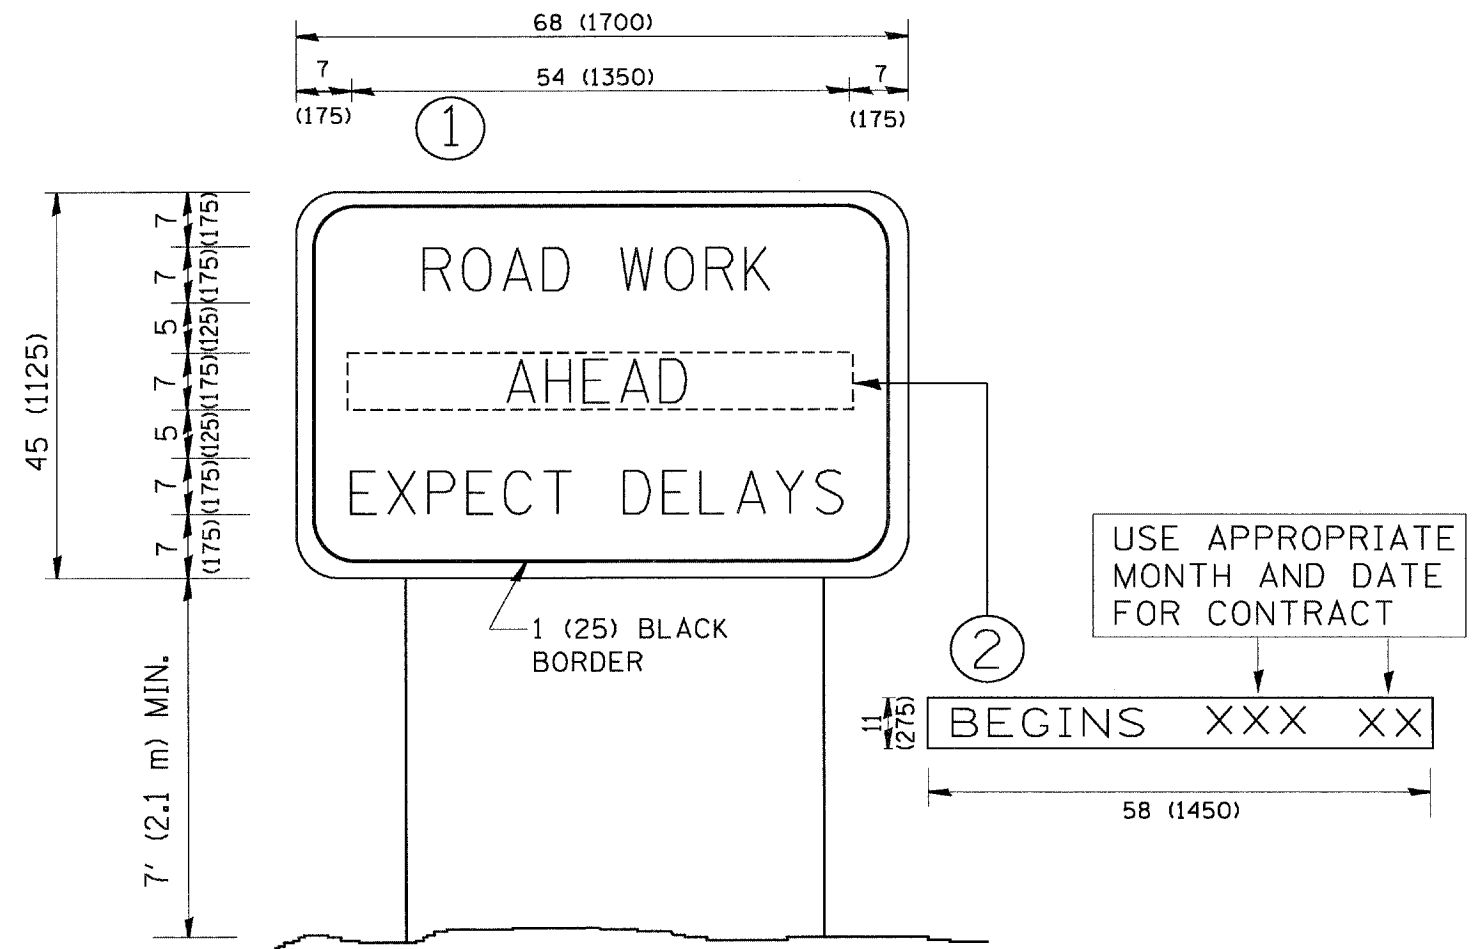 68 (1700)
7
54 (1350)
7
(175)
(175)
1
45 (1125)
7 (175)
7 (175)
5 (125)
7 (175)
5 (125)
7 (175)
7 (175)
ROAD WORK
AHEAD
EXPECT DELAYS
1 (25) BLACK
BORDER
7' (2.1 m) MIN.
USE APPROPRIATE
MONTH AND DATE
FOR CONTRACT
2
11
(275)
BEGINS XXX XX
58 (1450)